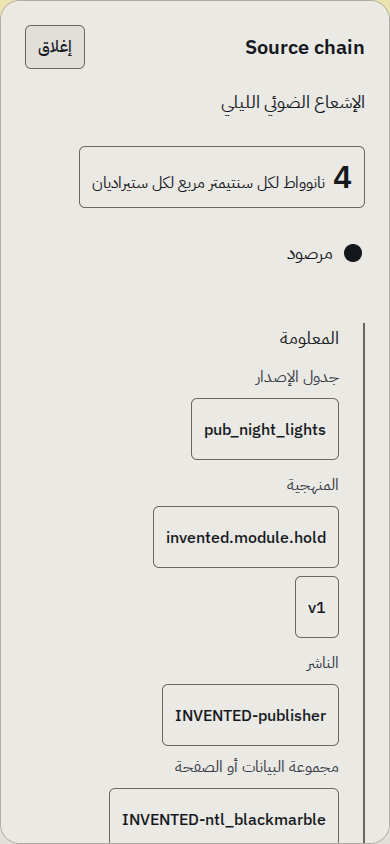 Source chain
إغلاق
الإشعاع الضوئي الليلي
4 نانوواط لكل سنتيمتر مربع لكل ستيراديان
مرصود
المعلومة
جدول الإصدار
pub_night_lights
المنهجية
invented.module.hold
v1
الناشر
INVENTED-publisher
مجموعة البيانات أو الصفحة
INVENTED-ntl_blackmarble